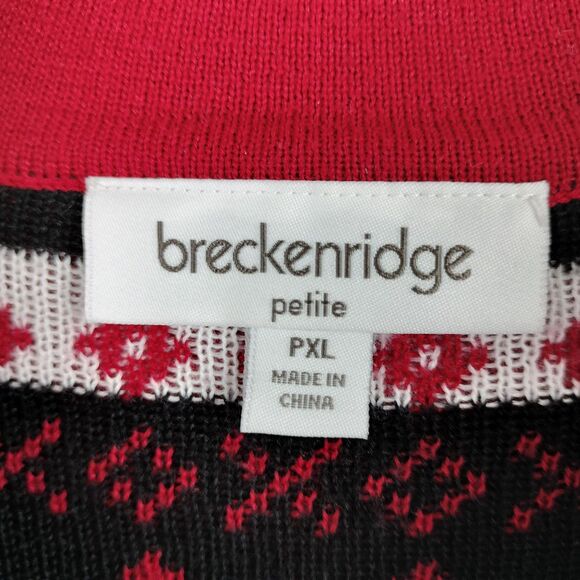 breckenridge
petite
PXL
MADE IN
CHINA